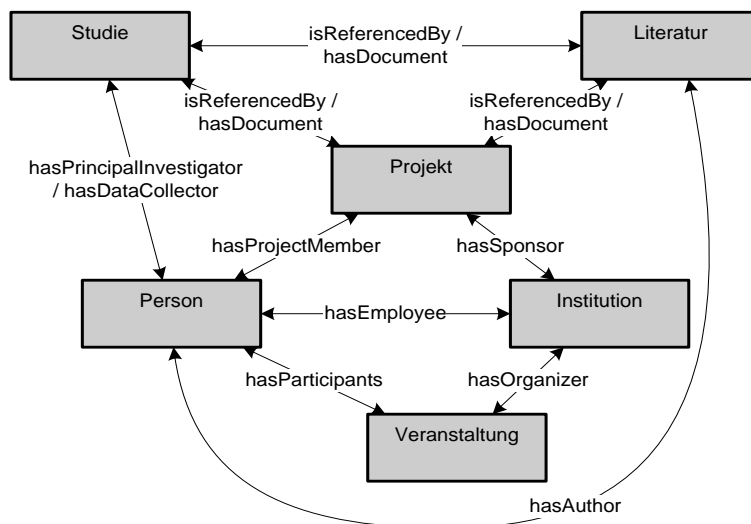 Studie
isReferencedBy /
hasDocument
Literatur
isReferencedBy /
hasDocument
isReferencedBy /
hasDocument
hasPrincipalInvestigator
/ hasDataCollector
Projekt
hasProjectMember
hasSponsor
Person
hasEmployee
Institution
hasParticipants
hasOrganizer
Veranstaltung
hasAuthor